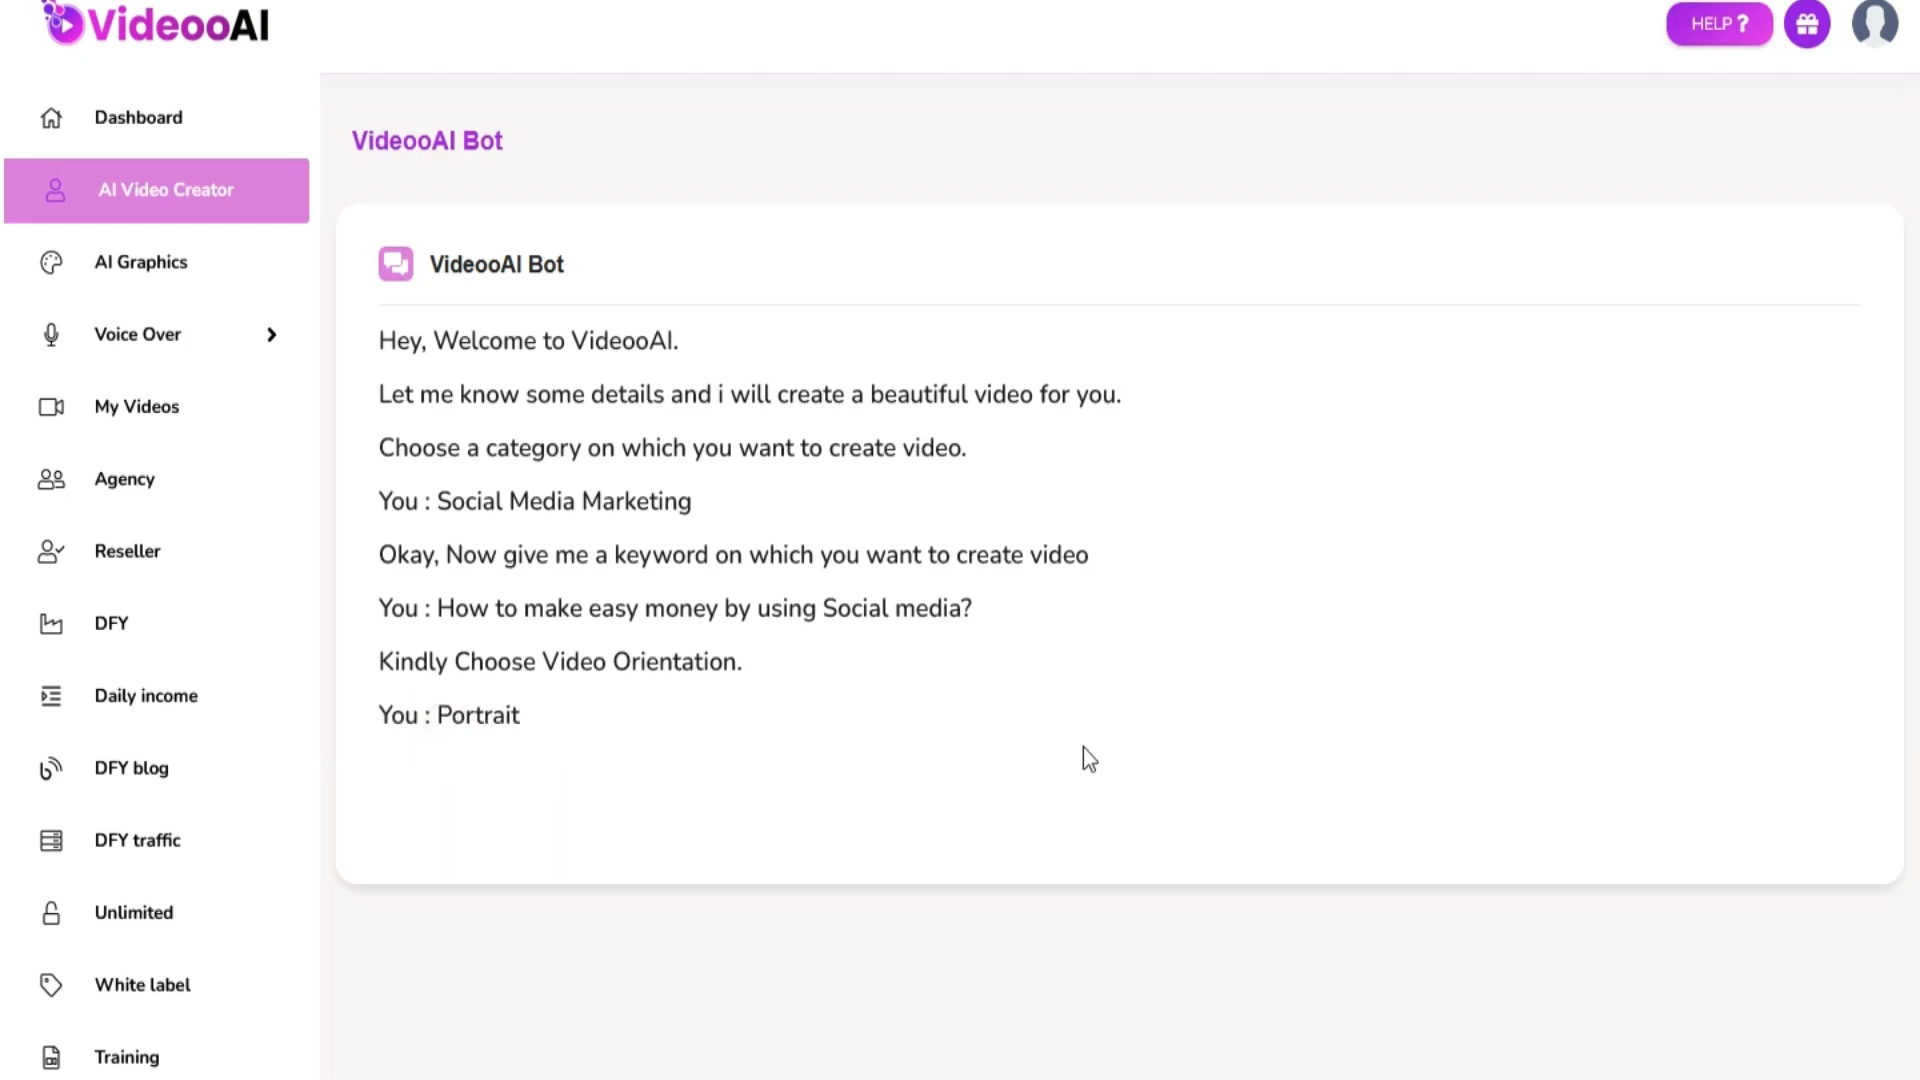 VideooAI
HELP ?
Dashboard
AI Video Creator
AI Graphics
Voice Over
My Videos
Agency
Reseller
DFY
Daily income
DFY blog
DFY traffic
Unlimited
White label
Training
VideooAI Bot
VideooAI Bot
Hey, Welcome to VideooAI.
Let me know some details and i will create a beautiful video for you.
Choose a category on which you want to create video.
You : Social Media Marketing
Okay, Now give me a keyword on which you want to create video
You : How to make easy money by using Social media?
Kindly Choose Video Orientation.
You : Portrait